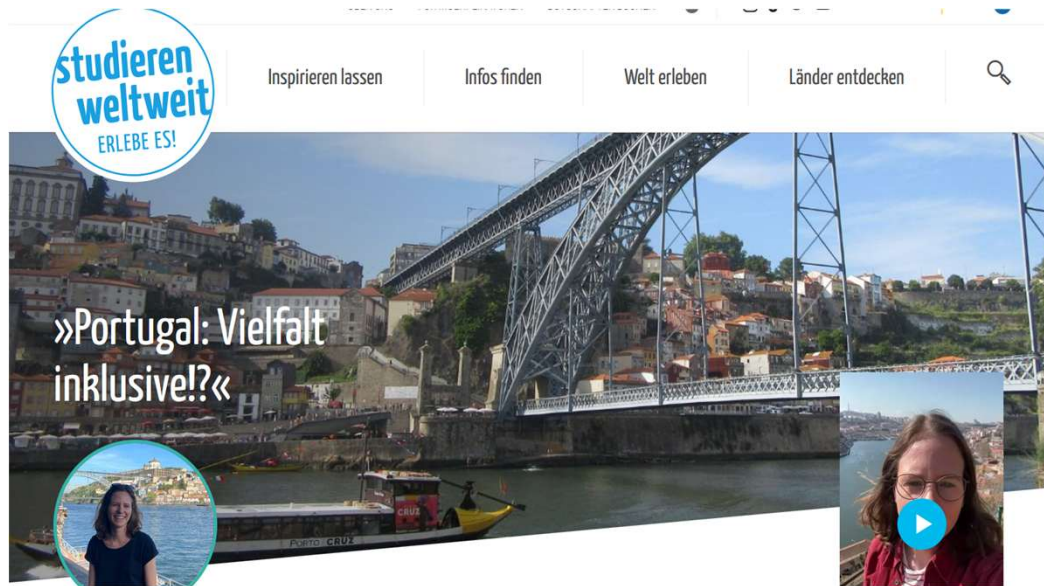 studieren
weltweit
ERLEBE ES!
Inspirieren lassen
Infos finden
Welt erleben
Länder entdecken
»Portugal: Vielfalt
inklusive!?«
CRUZ
PORTO CRUZ